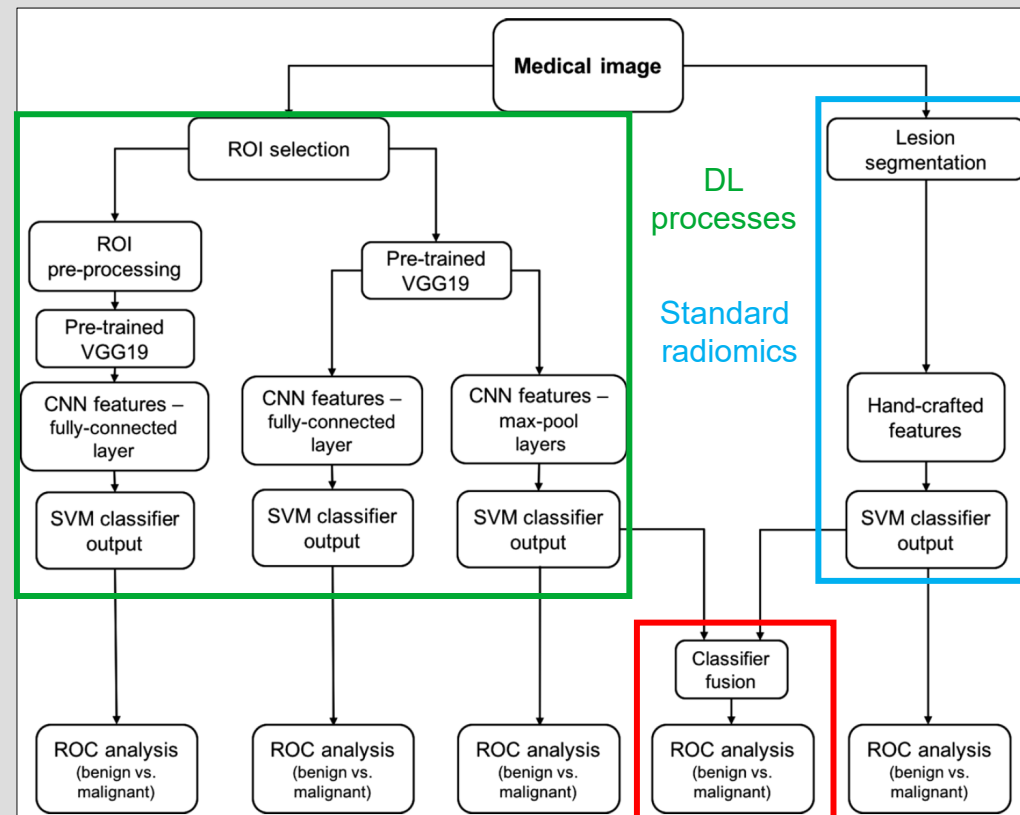 Medical image
ROI selection
Lesion
segmentation
DL
processes
ROI
pre-processing
Pre-trained
VGG19
Standard
radiomics
Pre-trained
VGG19
CNN features –
fully-connected
layer
CNN features –
fully-connected
layer
CNN features –
max-pool
layers
Hand-crafted
features
SVM classifier
output
SVM classifier
output
SVM classifier
output
SVM classifier
output
Classifier
fusion
ROC analysis
(benign vs.
malignant)
ROC analysis
(benign vs.
malignant)
ROC analysis
(benign vs.
malignant)
ROC analysis
(benign vs.
malignant)
ROC analysis
(benign vs.
malignant)